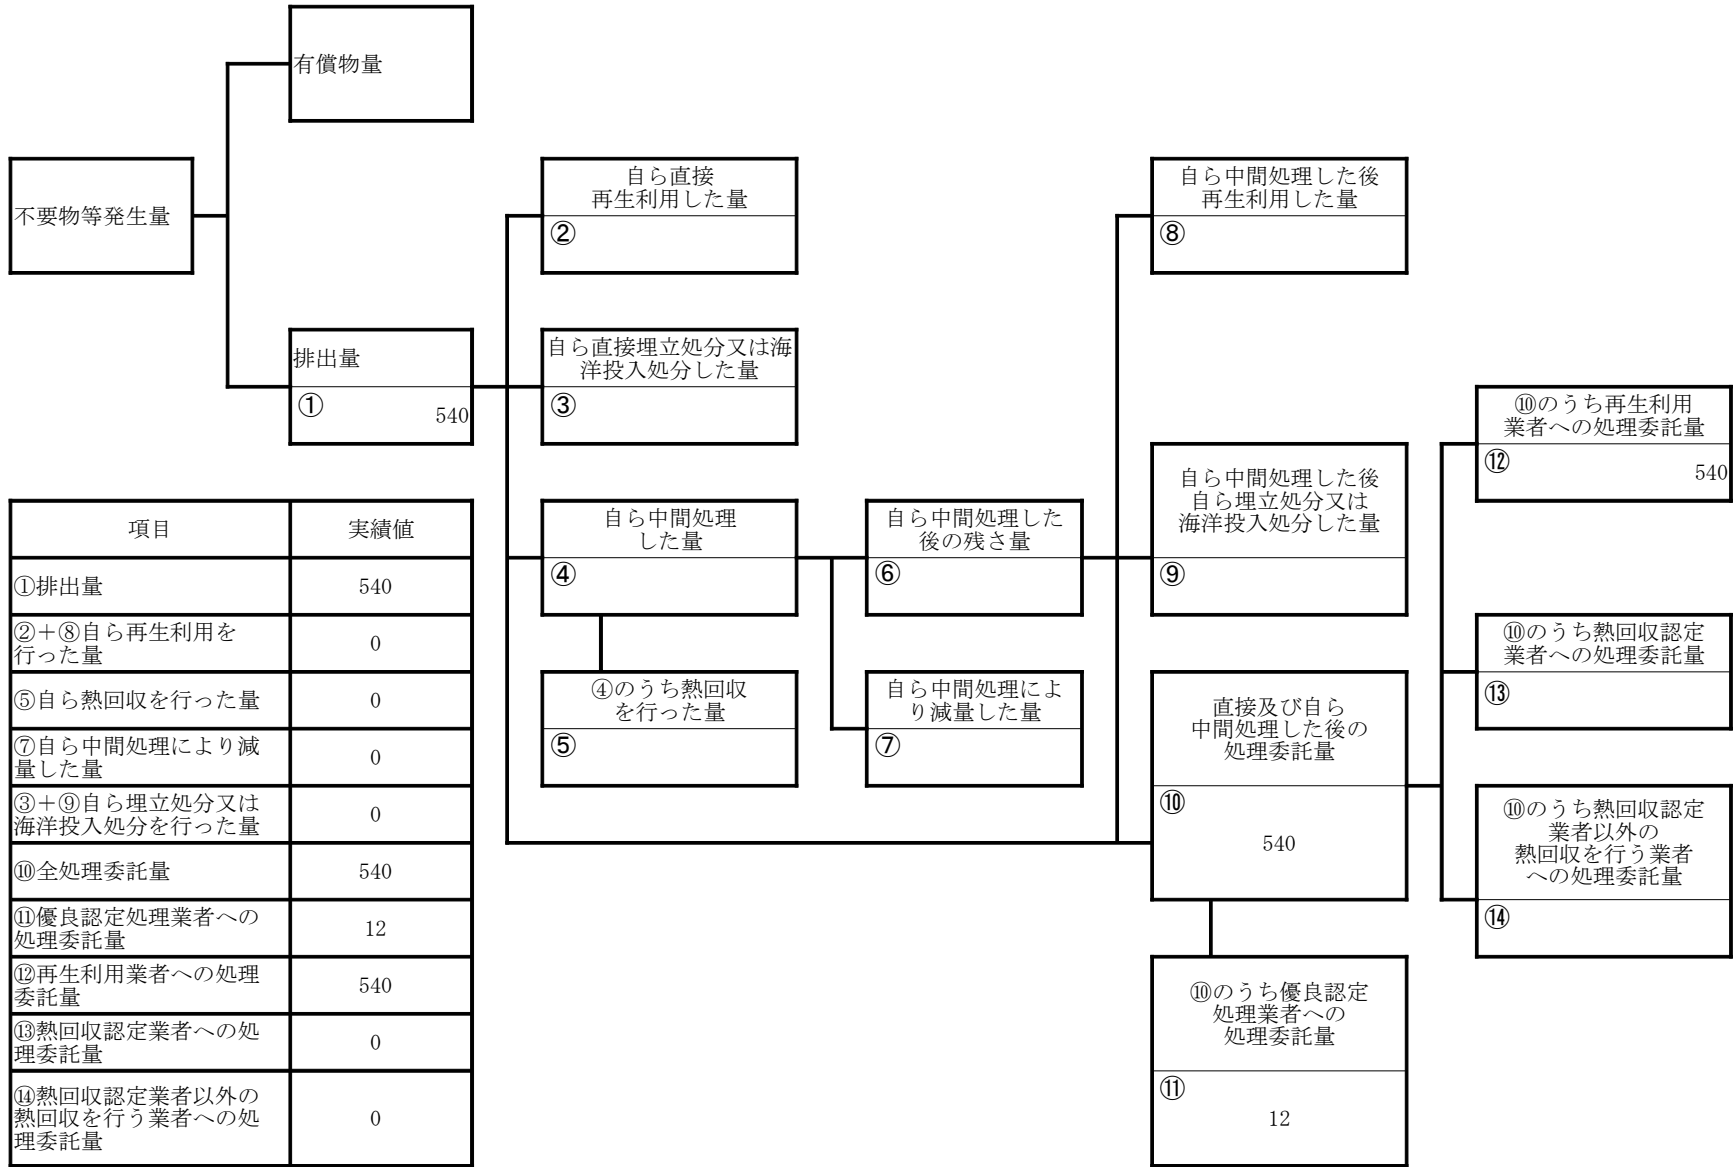 有償物量
不要物等発生量
自ら直接
再生利用した量
②
自ら中間処理した後
再生利用した量
⑧
排出量
①
540
自ら直接埋立処分又は海
洋投入処分した量
③
⑩のうち再生利用
業者への処理委託量
⑫
540
自ら中間処理
した量
④
自ら中間処理した
後の残さ量
⑥
自ら中間処理した後
自ら埋立処分又は
海洋投入処分した量
⑨
④のうち熱回収
を行った量
⑤
自ら中間処理によ
り減量した量
⑦
直接及び自ら
中間処理した後の
処理委託量
⑩
540
⑩のうち熱回収認定
業者への処理委託量
⑬
⑩のうち熱回収認定
業者以外の
熱回収を行う業者
への処理委託量
⑭
⑩のうち優良認定
処理業者への
処理委託量
⑪
12
項目 実績値
①排出量 540
②+⑧自ら再生利用を
行った量 0
⑤自ら熱回収を行った量 0
⑦自ら中間処理により減
量した量 0
③+⑨自ら埋立処分又は
海洋投入処分を行った量 0
⑩全処理委託量 540
⑪優良認定処理業者への
処理委託量 12
⑫再生利用業者への処理
委託量 540
⑬熱回収認定業者への処
理委託量 0
⑭熱回収認定業者以外の
熱回収を行う業者への処
理委託量 0